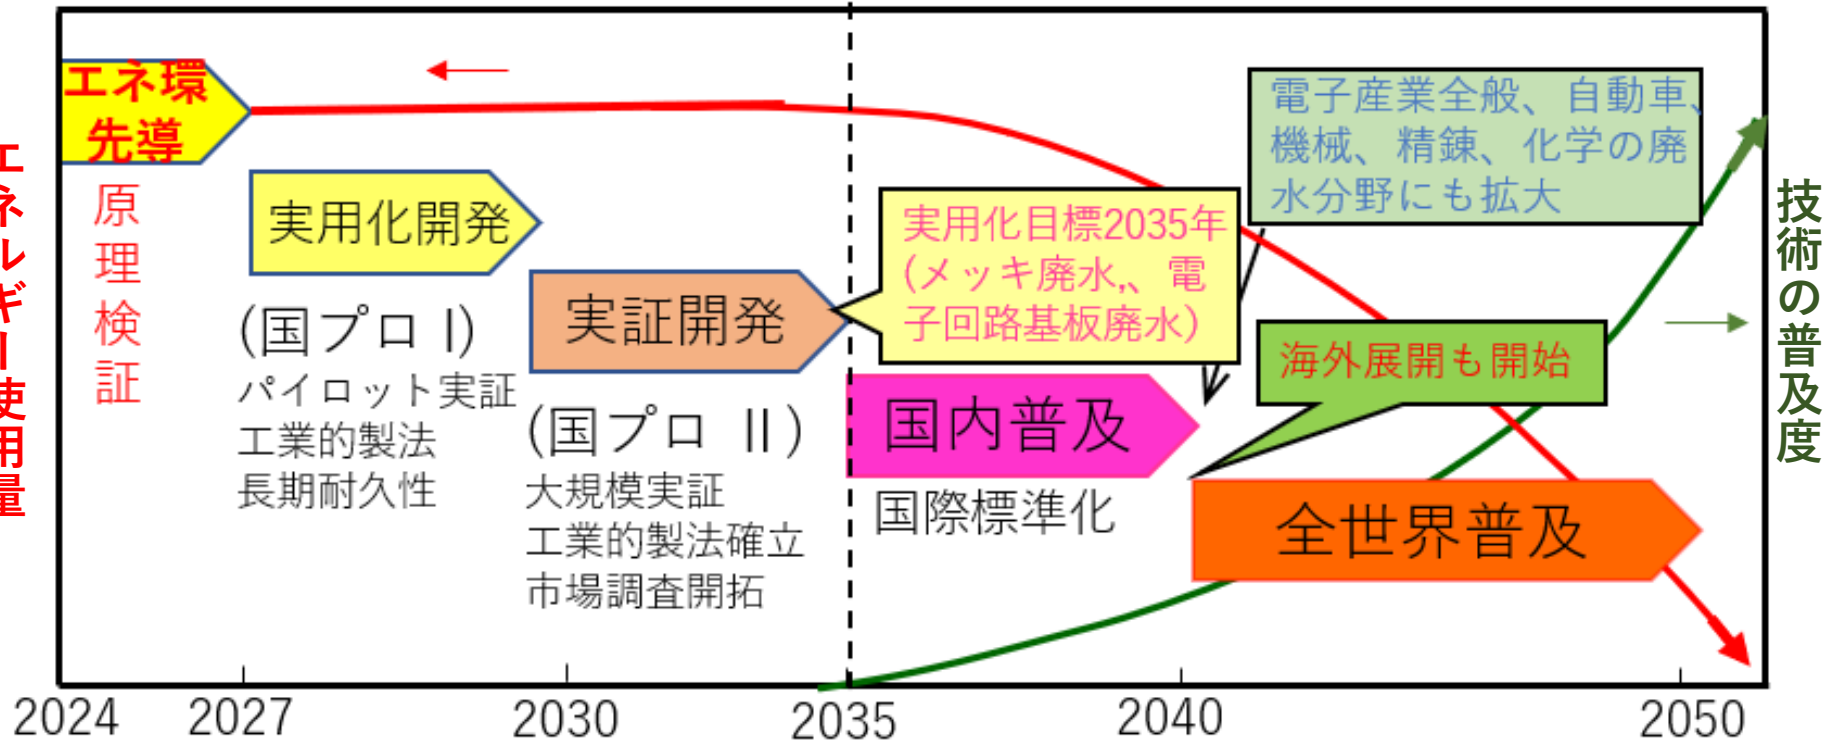 エネルギー使用量
エネ環
先導
原理検証
実用化開発
(国プロ Ⅰ)
パイロット実証
工業的製法
長期耐久性
実証開発
(国プロ Ⅱ)
大規模実証
工業的製法確立
市場調査開拓
実用化目標2035年
(メッキ廃水,、電
子回路基板廃水)
国内普及
国際標準化
電子産業全般、自動車、
機械、精錬、化学の廃
水分野にも拡大
海外展開も開始
全世界普及
技術の普及度
2024
2027
2030
2035
2040
2050